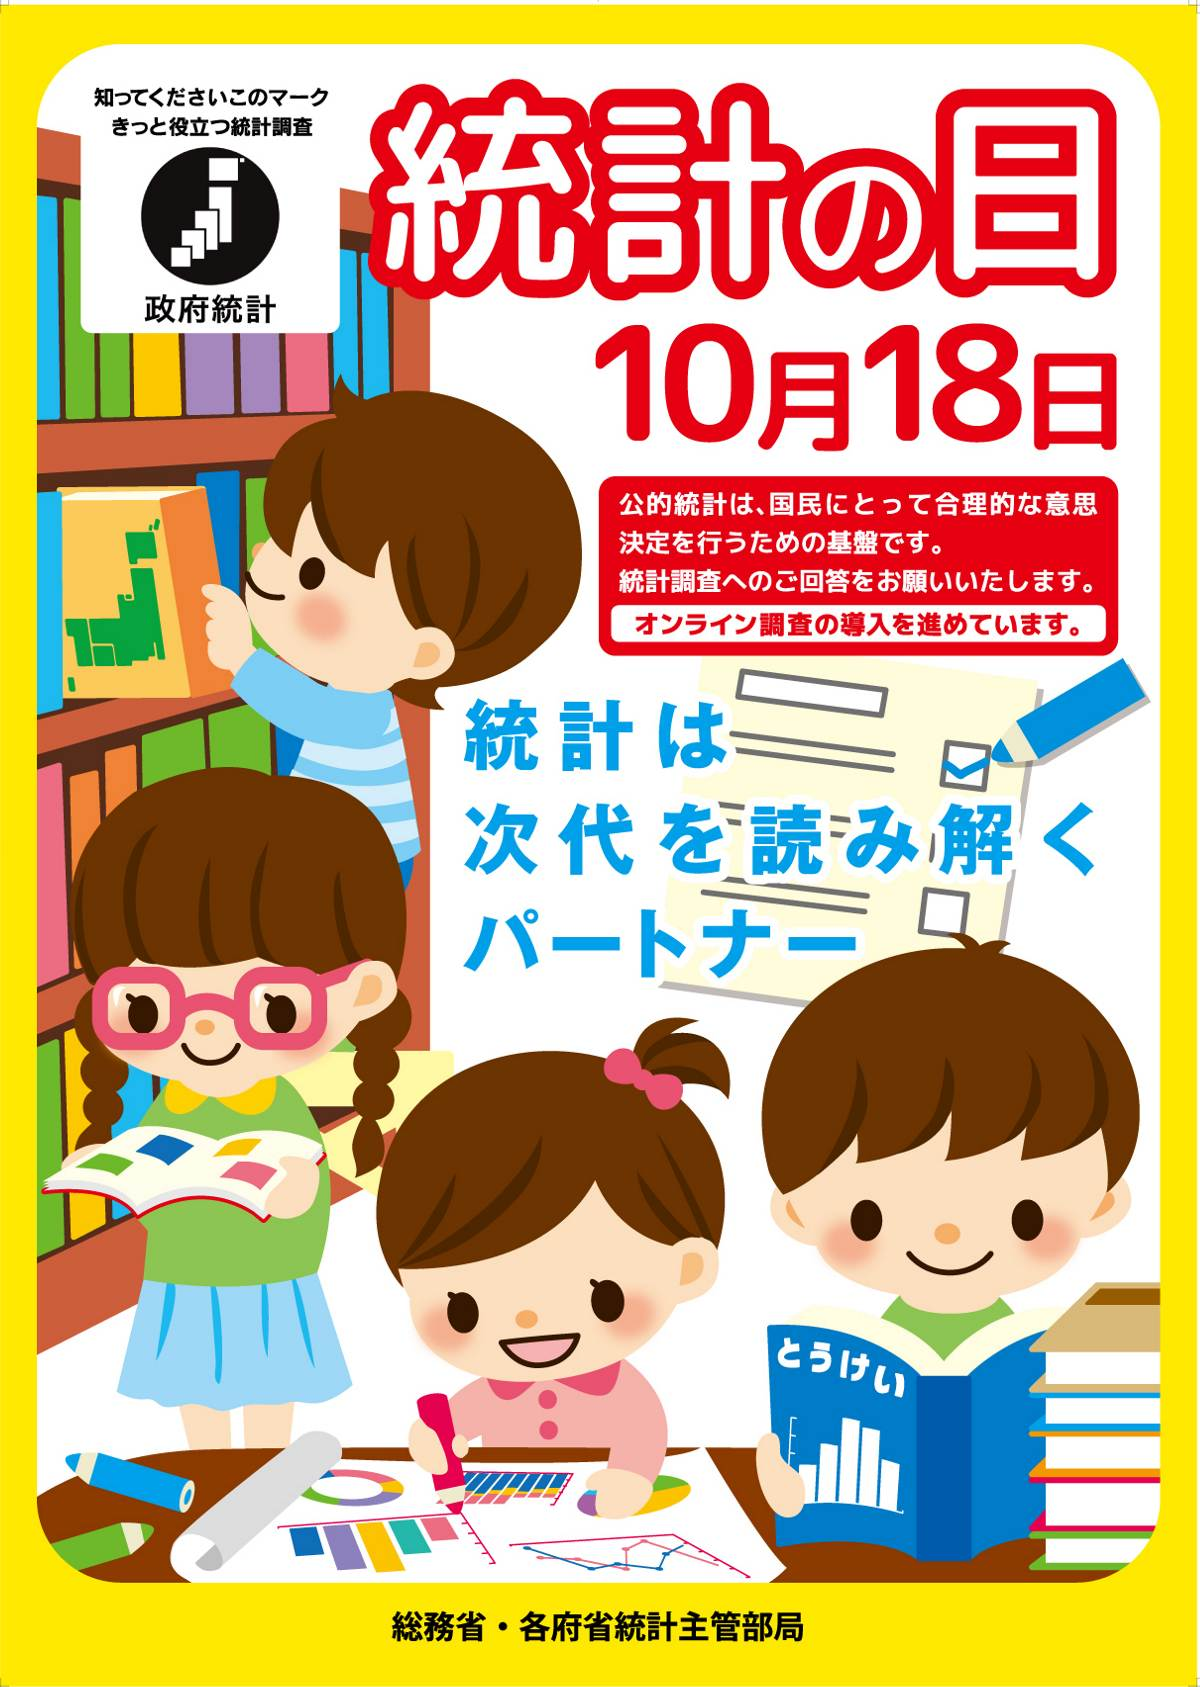 知ってくださいこのマーク
きっと役立つ統計調査
政府統計
統計の日
10月18日
公的統計は、国民にとって合理的な意思
決定を行うための基盤です。
統計調査へのご回答をお願いいたします。
オンライン調査の導入を進めています。
統計は
次代を読み解く
パートナー
とうけい
総務省・各府省統計主管部局